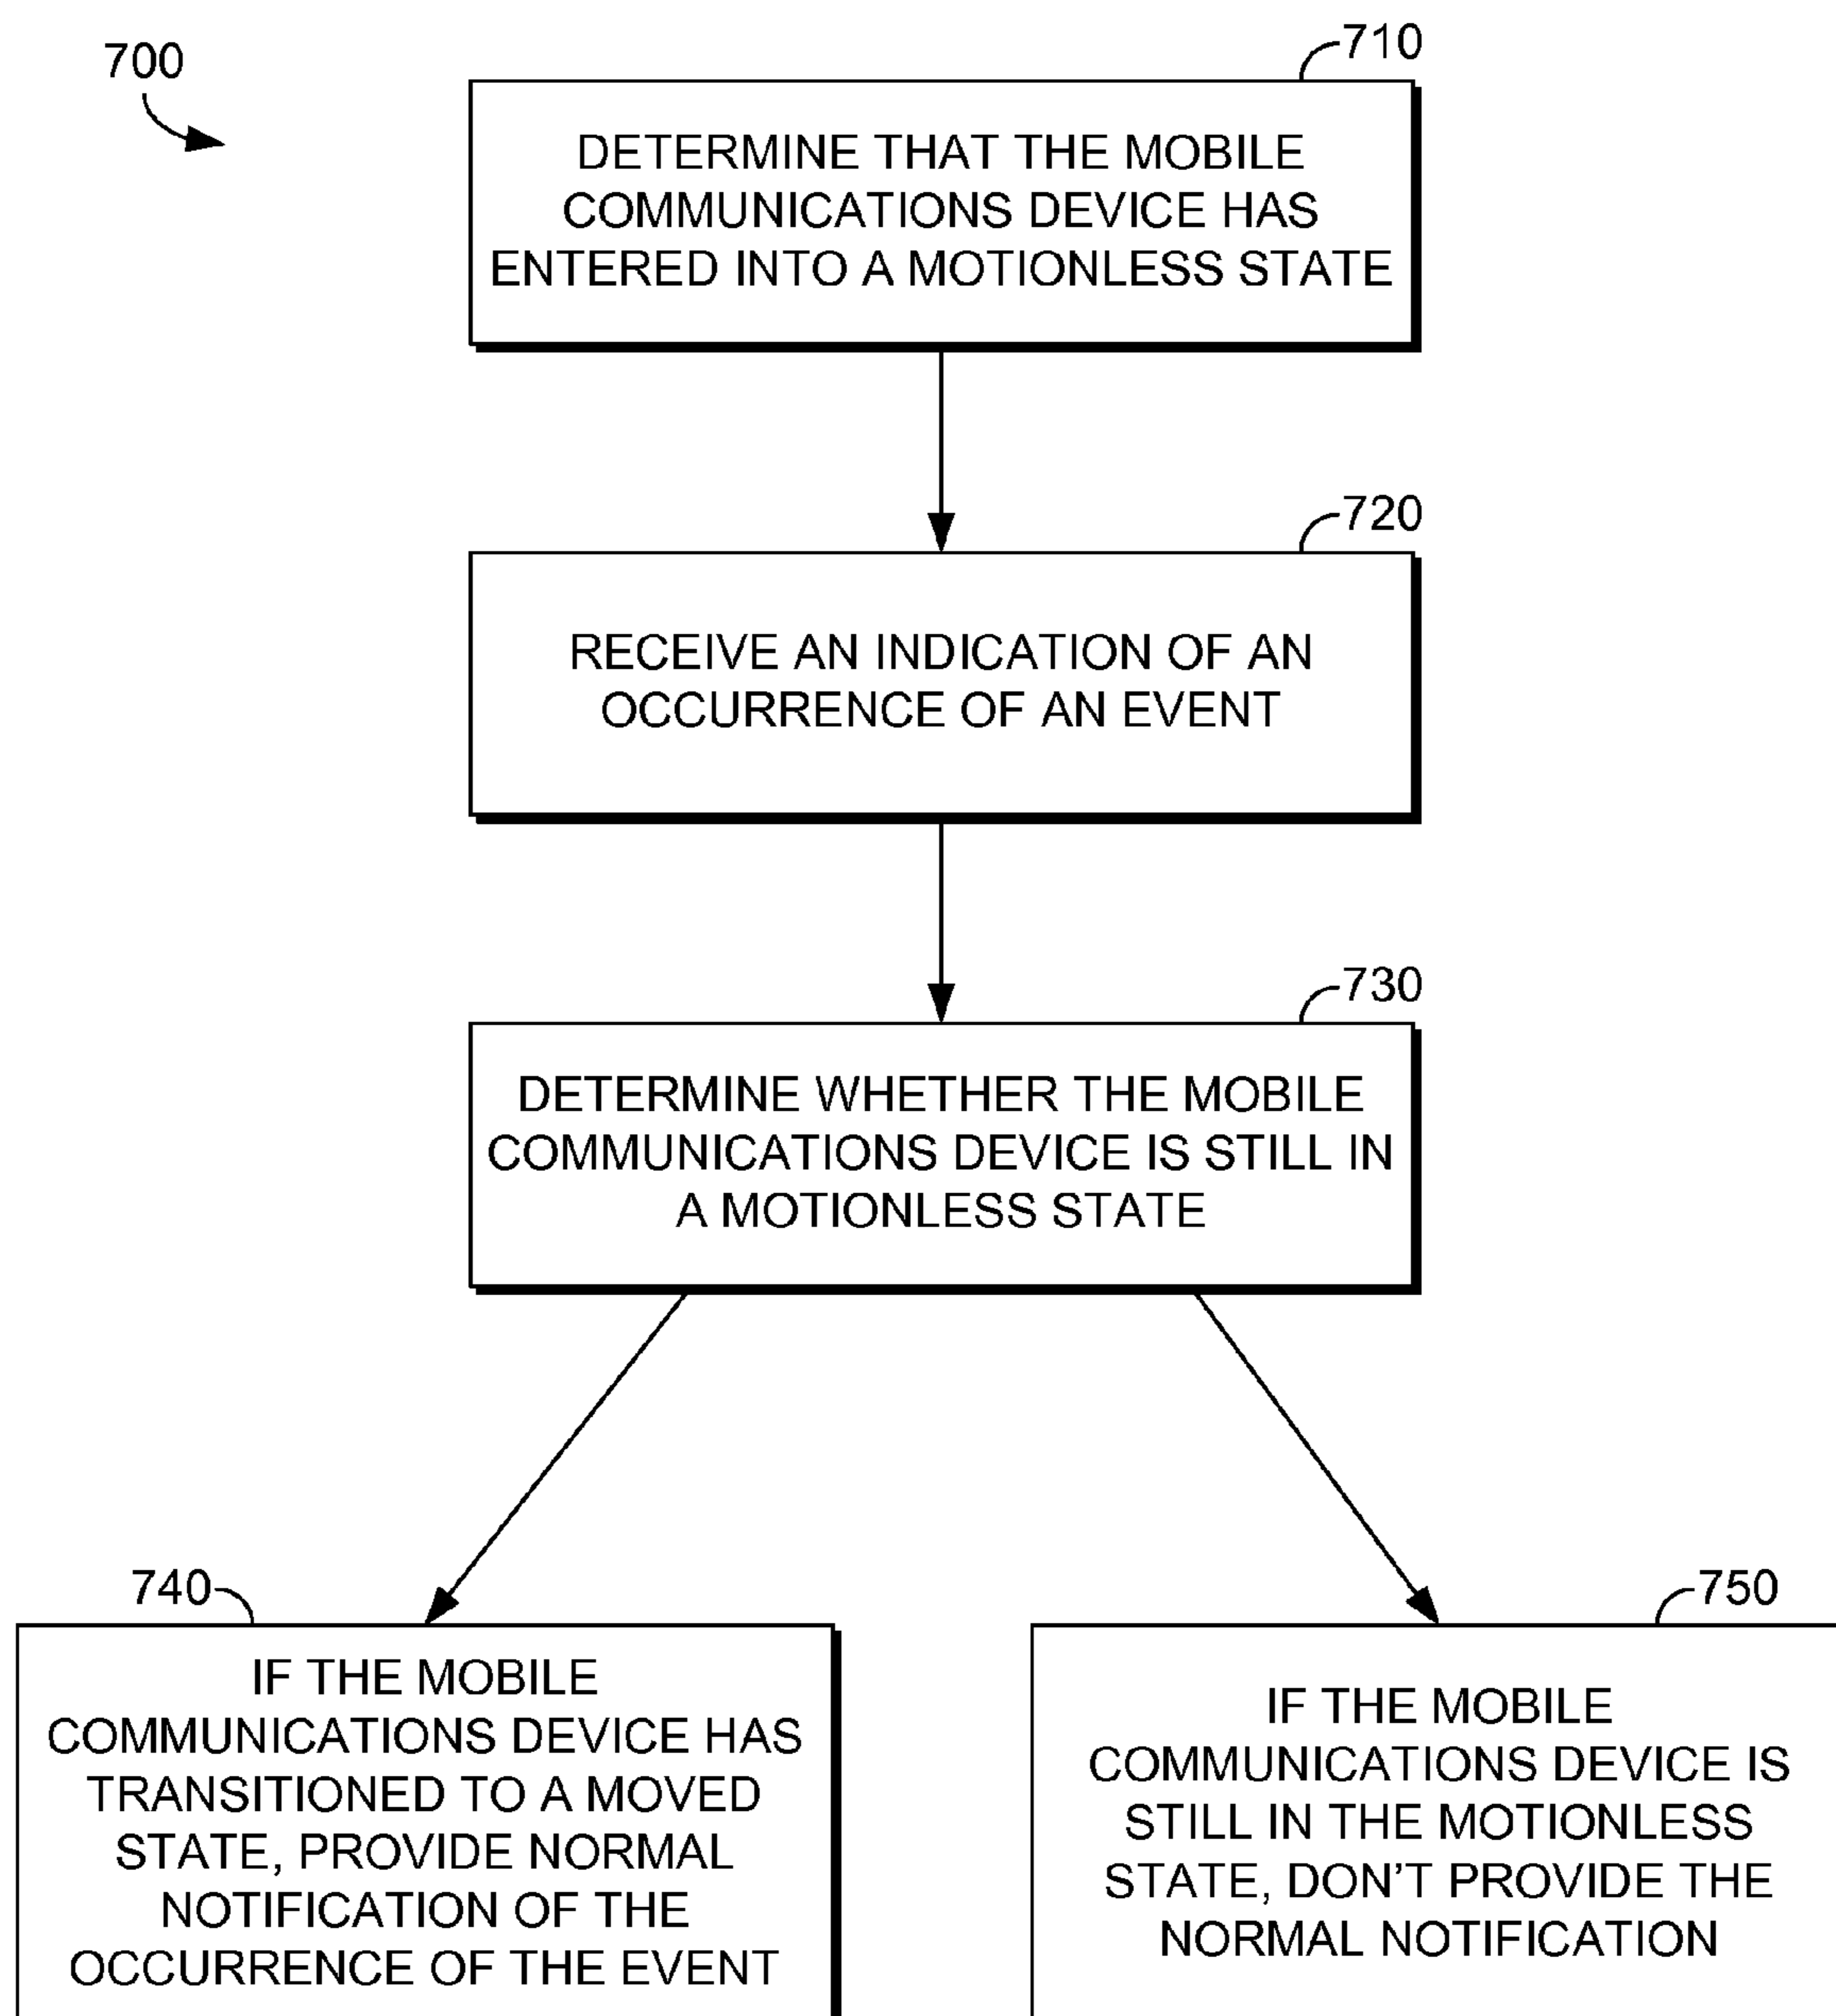 700
710
DETERMINE THAT THE MOBILE
COMMUNICATIONS DEVICE HAS
ENTERED INTO A MOTIONLESS STATE
720
RECEIVE AN INDICATION OF AN
OCCURRENCE OF AN EVENT
730
DETERMINE WHETHER THE MOBILE
COMMUNICATIONS DEVICE IS STILL IN
A MOTIONLESS STATE
740
IF THE MOBILE
COMMUNICATIONS DEVICE HAS
TRANSITIONED TO A MOVED
STATE, PROVIDE NORMAL
NOTIFICATION OF THE
OCCURRENCE OF THE EVENT
750
IF THE MOBILE
COMMUNICATIONS DEVICE IS
STILL IN THE MOTIONLESS
STATE, DON'T PROVIDE THE
NORMAL NOTIFICATION